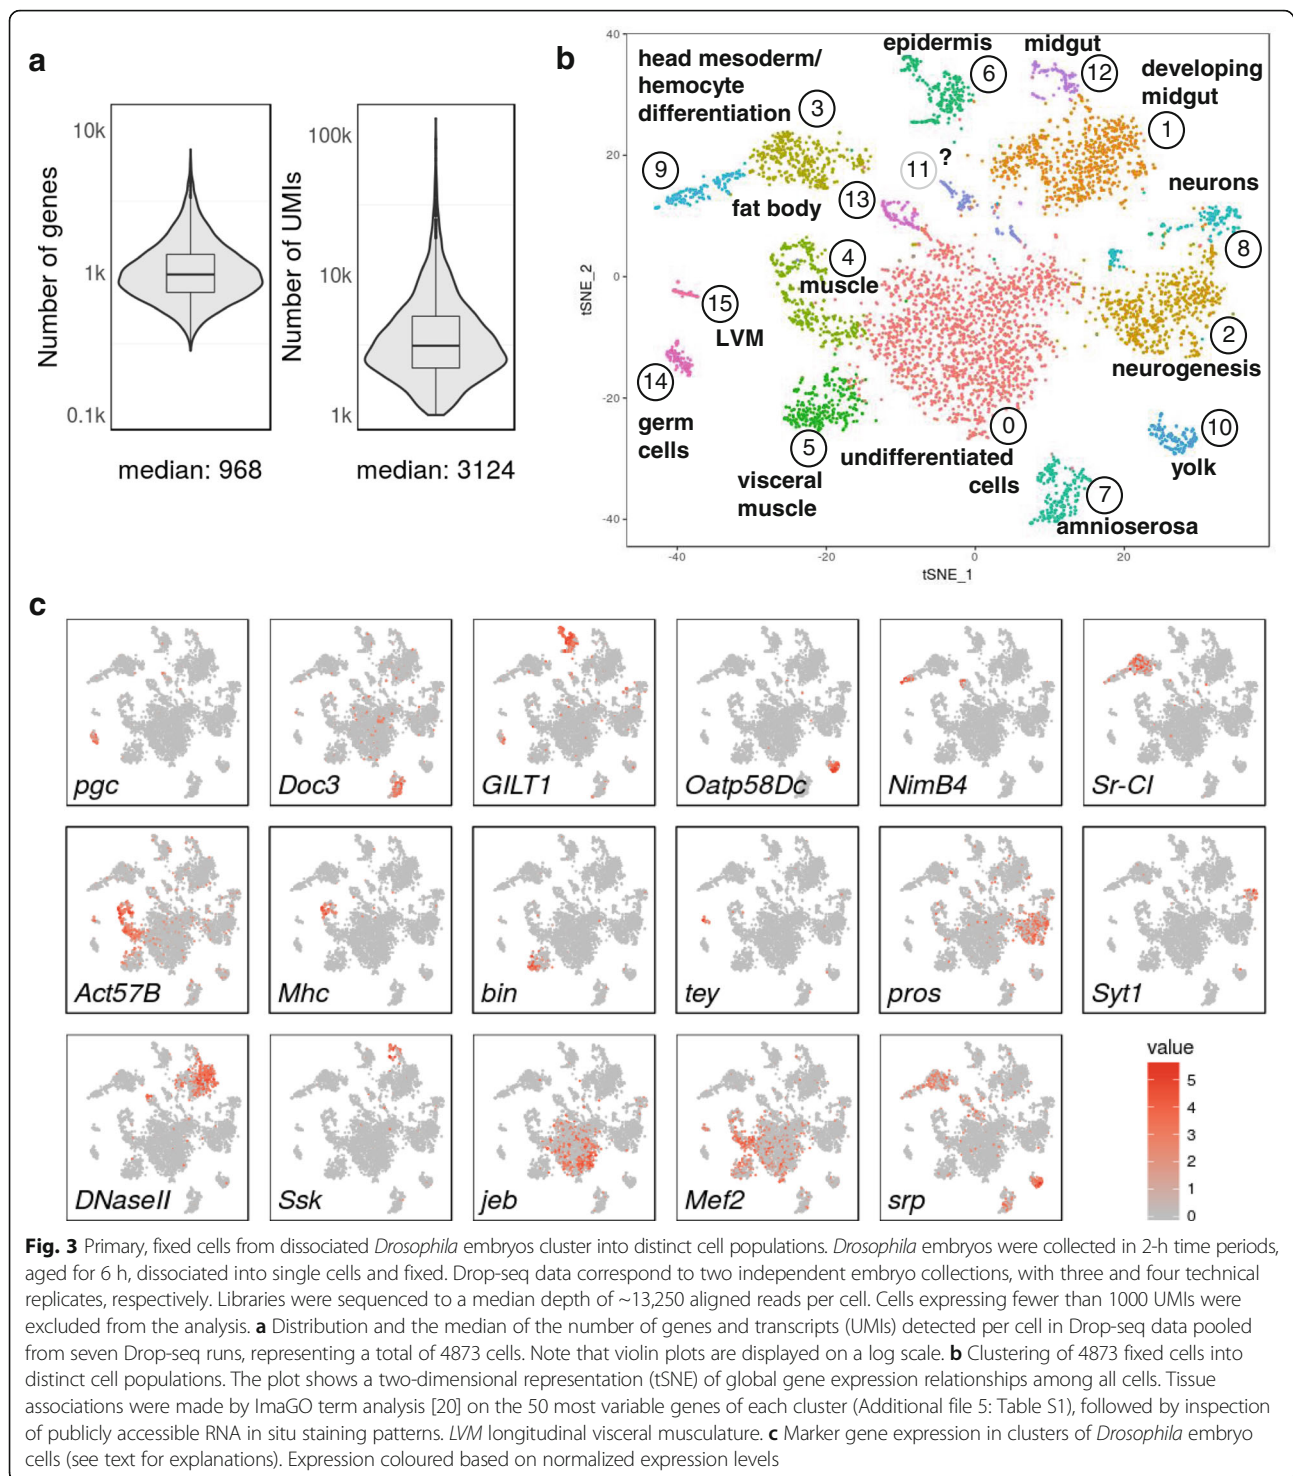 a
10k
1k
0.1k
Number of genes
median: 968
100k
10k
1k
Number of UMIs
median: 3124
b
40
20
0
-20
-40
tSNE_2
-40
-20
0
20
tSNE_1
head mesoderm/
hemocyte
differentiation
3
epidermis
6
midgut
12
developing
midgut
1
9
fat body
13
11
?
neurons
8
4
muscle
15
LVM
2
neurogenesis
14
germ
cells
5
visceral
muscle
0
undifferentiated
cells
10
yolk
7
amnioserosa
c
pgc
Doc3
GILT1
Oatp58Dc
NimB4
Sr-CI
Act57B
Mhc
bin
tey
pros
Syt1
DNaseII
Ssk
jeb
Mef2
srp
value
5
4
3
2
1
0
Fig. 3 Primary, fixed cells from dissociated Drosophila embryos cluster into distinct cell populations. Drosophila embryos were collected in 2-h time periods,
aged for 6 h, dissociated into single cells and fixed. Drop-seq data correspond to two independent embryo collections, with three and four technical
replicates, respectively. Libraries were sequenced to a median depth of ~13,250 aligned reads per cell. Cells expressing fewer than 1000 UMIs were
excluded from the analysis. a Distribution and the median of the number of genes and transcripts (UMIs) detected per cell in Drop-seq data pooled
from seven Drop-seq runs, representing a total of 4873 cells. Note that violin plots are displayed on a log scale. b Clustering of 4873 fixed cells into
distinct cell populations. The plot shows a two-dimensional representation (tSNE) of global gene expression relationships among all cells. Tissue
associations were made by ImaGO term analysis [20] on the 50 most variable genes of each cluster (Additional file 5: Table S1), followed by inspection
of publicly accessible RNA in situ staining patterns. LVM longitudinal visceral musculature. c Marker gene expression in clusters of Drosophila embryo
cells (see text for explanations). Expression coloured based on normalized expression levels